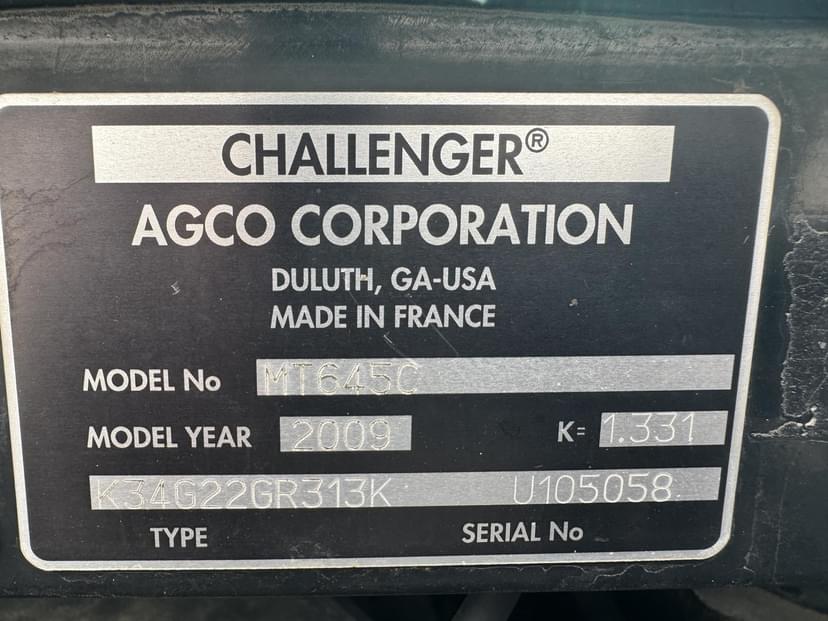 CHALLENGER®
AGCO CORPORATION
DULUTH, GA-USA
MADE IN FRANCE
MODEL No MT645C
MODEL YEAR 2009 K= 1.331
K34G22GR313K U105058
TYPE SERIAL No